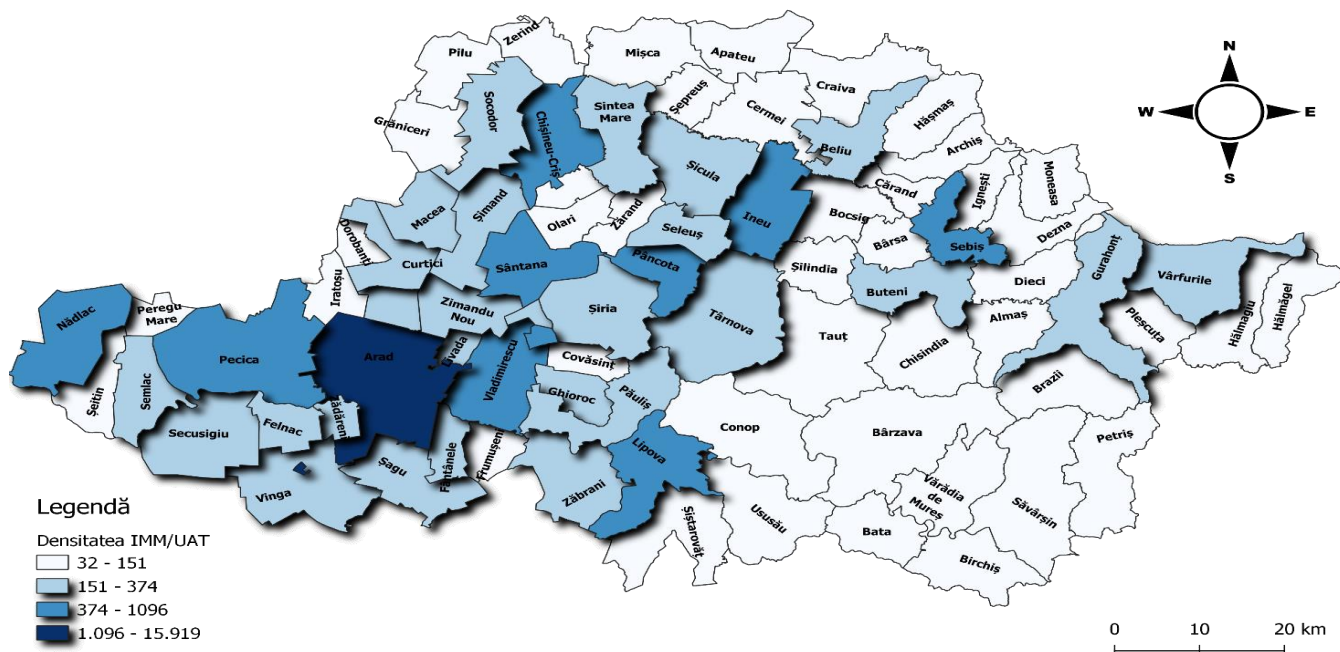 Zerind
Pilu
Mișca
Apateu
N
W
E
S
Socodor
Chișineu-Criș
Sintea
Mare
Șepreuș
Cermei
Craiva
Hășmaș
Grăniceri
Beliu
Archiș
Șicula
Cărand
Ignești
Moneasa
Macea
Șimand
Olari
Zărand
Ineu
Bocsig
Seleuș
Bârsa
Sebiș
Dezna
Gurahonț
Dorobanți
Curtici
Sântana
Pâncota
Șilindia
Buteni
Dieci
Vârfurile
Iratoșu
Nădlac
Peregu
Mare
Zimandu
Nou
Șiria
Târnova
Tauț
Almaș
Pleșcuța
Hălmagiu
Hălmăgel
Pecica
Arad
Livada
Vladimirescu
Covăsinț
Chisindia
Brazii
Șeitin
Semlac
Ghioroc
Păuliș
Secusigiu
Felnac
Zădăreni
Conop
Bârzava
Petriș
Vinga
Șagu
Fântânele
Frumușeni
Lipova
Zăbrani
Vărădia
de
Mureș
Săvârșin
Șiștarovăț
Ususău
Bata
Birchiș
Legendă
Densitatea IMM/UAT
32 - 151
151 - 374
374 - 1096
1.096 - 15.919
0 10 20 km